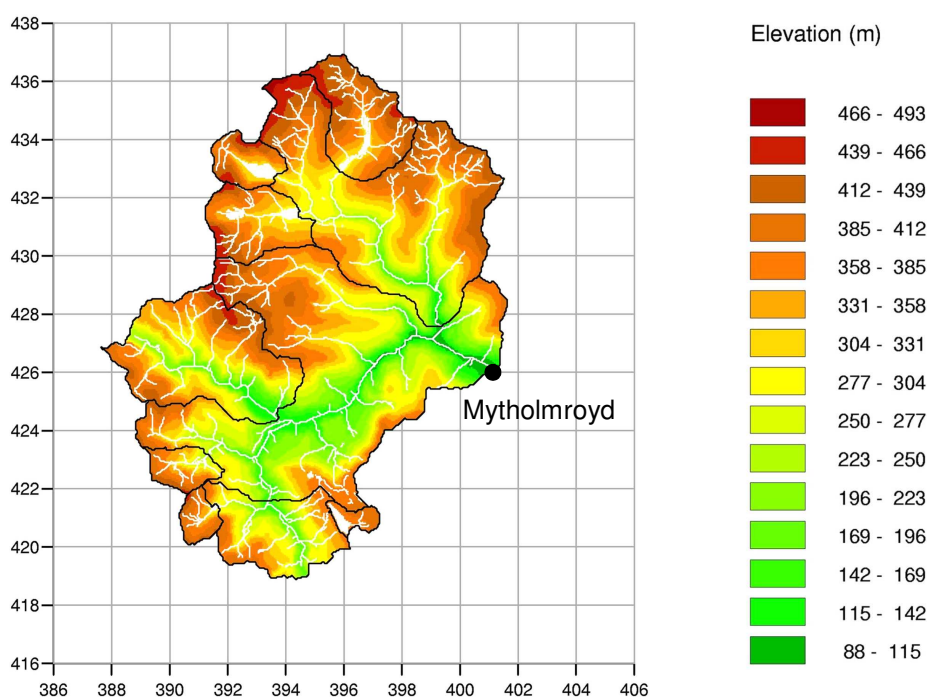 438
436
434
432
430
428
426
424
422
420
418
416
386 388 390 392 394 396 398 400 402 404 406
Mytholmroyd
Elevation (m)
466 - 493
439 - 466
412 - 439
385 - 412
358 - 385
331 - 358
304 - 331
277 - 304
250 - 277
223 - 250
196 - 223
169 - 196
142 - 169
115 - 142
88 - 115